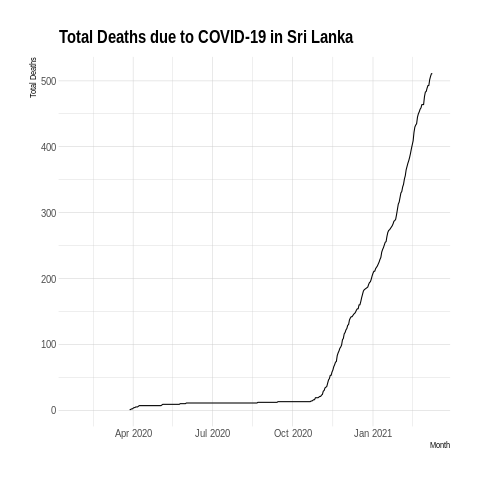 Total Deaths due to COVID-19 in Sri Lanka
Total Deaths
500
400
300
200
100
0
Apr 2020 Jul 2020 Oct 2020 Jan 2021
Month